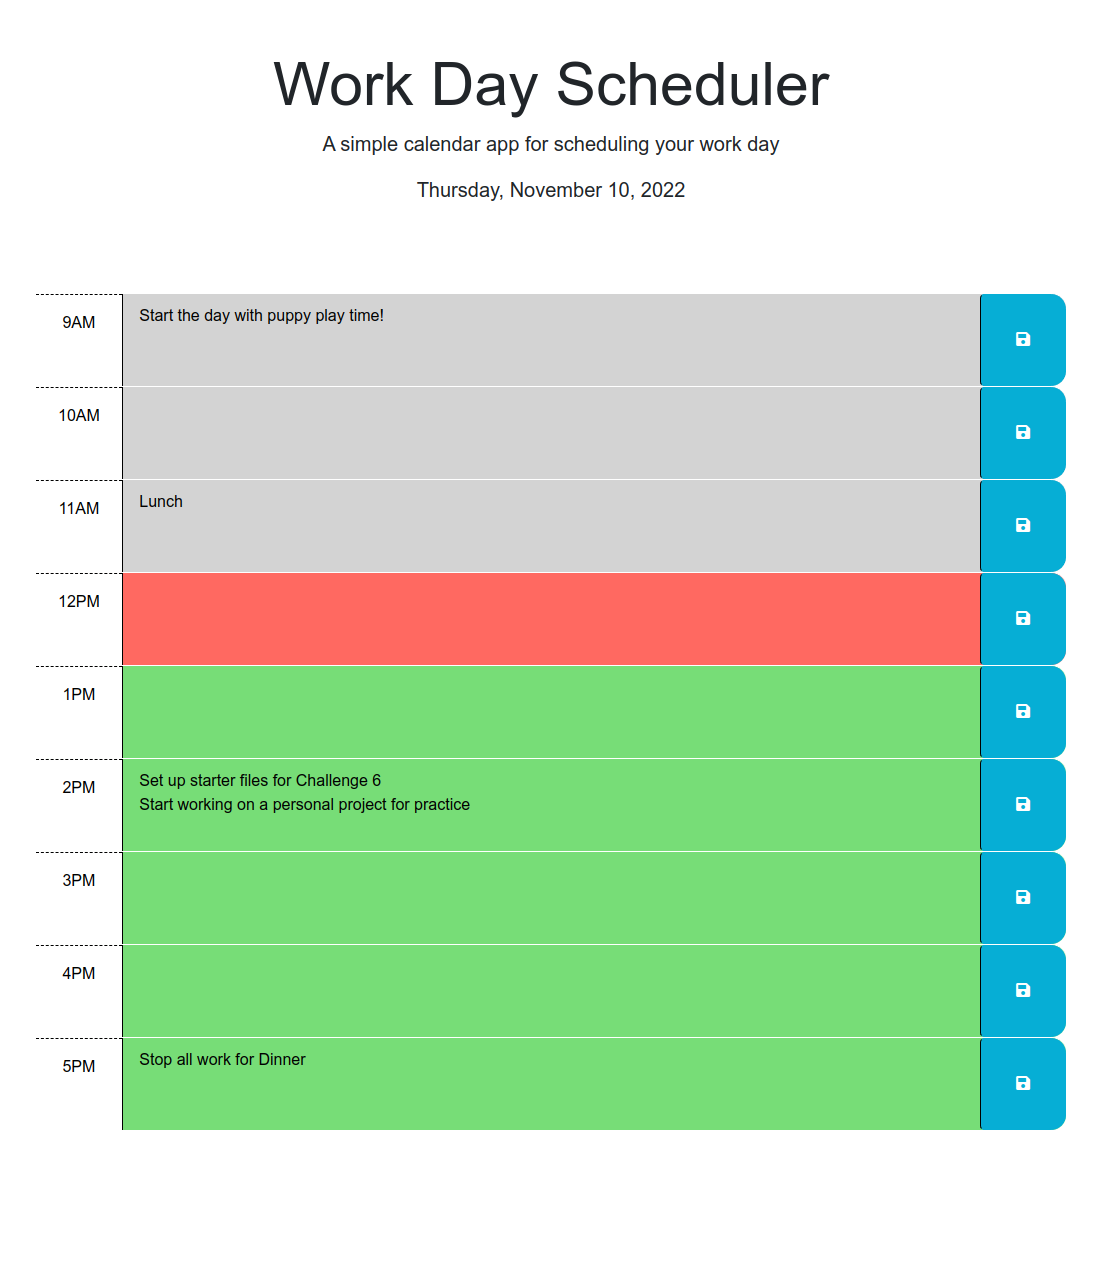 Work Day Scheduler
A simple calendar app for scheduling your work day
Thursday, November 10, 2022
9AM
Start the day with puppy play time!
10AM
11AM
Lunch
12PM
1PM
2PM
Set up starter files for Challenge 6
Start working on a personal project for practice
3PM
4PM
5PM
Stop all work for Dinner